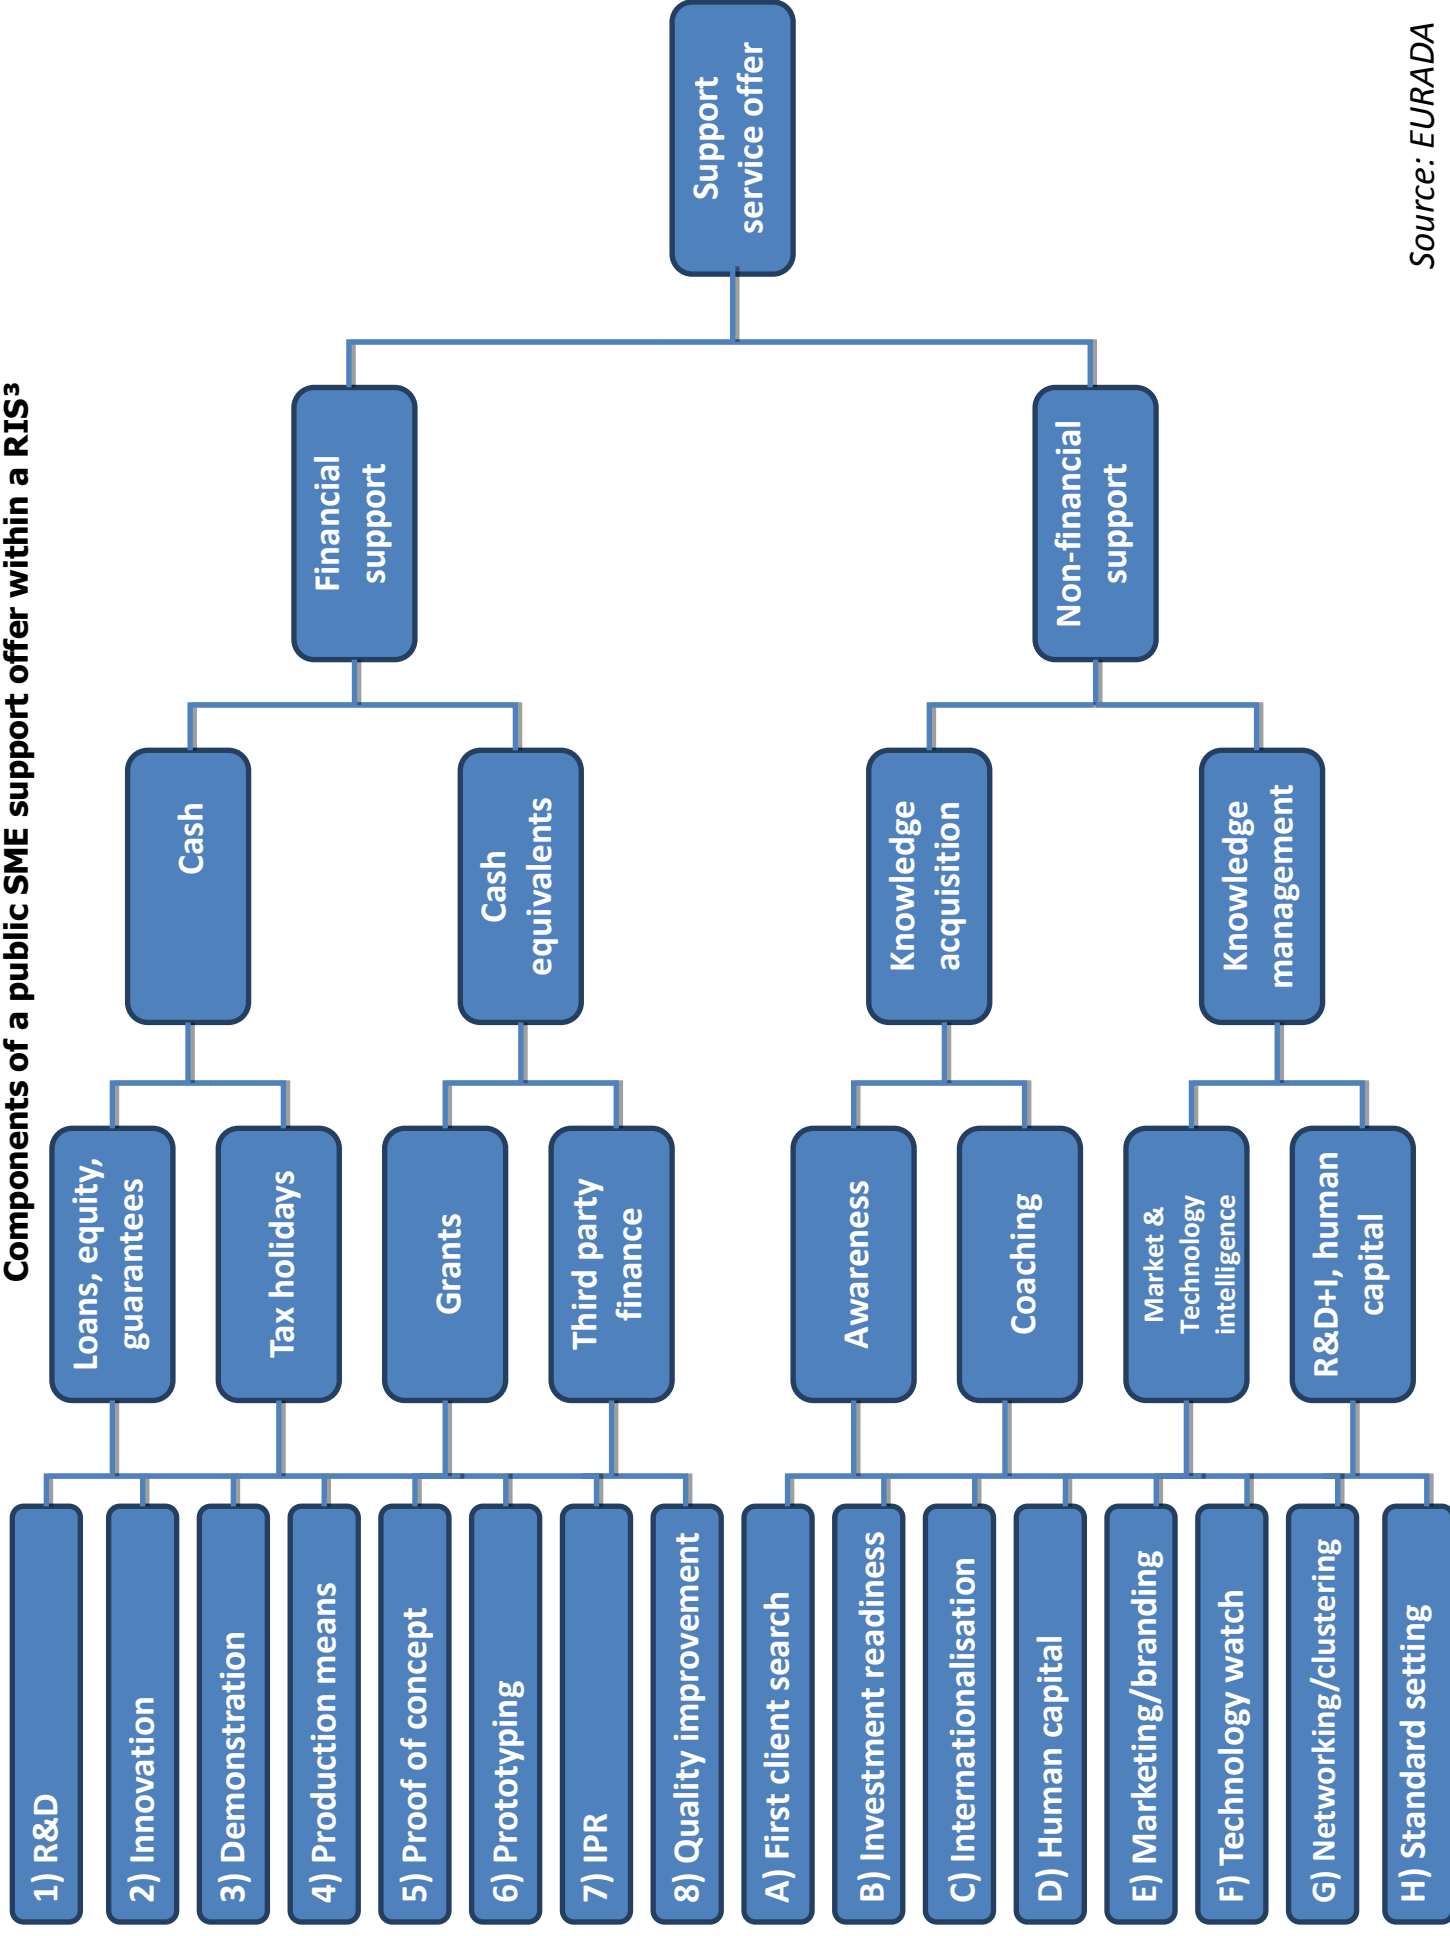 Components of a public SME support offer within a RIS³
1) R&D
2) Innovation
3) Demonstration
4) Production means
5) Proof of concept
6) Prototyping
7) IPR
8) Quality improvement
A) First client search
B) Investment readiness
C) Internationalisation
D) Human capital
E) Marketing/branding
F) Technology watch
G) Networking/clustering
H) Standard setting
Loans, equity,
guarantees
Tax holidays
Grants
Third party
finance
Awareness
Coaching
Market &
Technology
intelligence
R&D+I, human
capital
Cash
Cash
equivalents
Knowledge
acquisition
Knowledge
management
Financial
support
Non-financial
support
Support
service offer
Source: EURADA